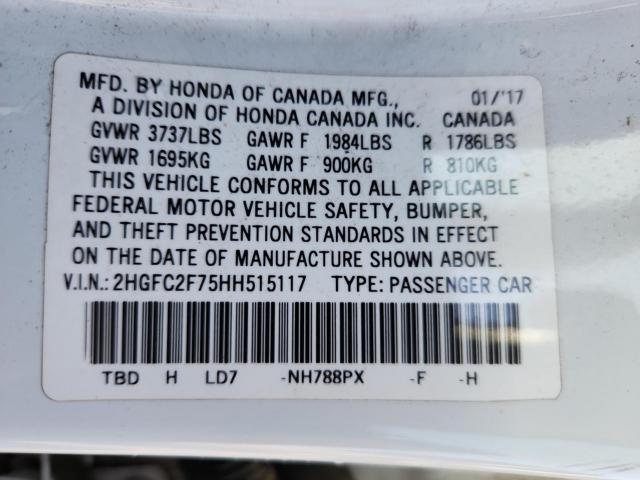 MFD. BY HONDA OF CANADA MFG., 01/'17
A DIVISION OF HONDA CANADA INC. CANADA
GVWR 3737LBS GAWR F 1984LBS R 1786LBS
GVWR 1695KG GAWR F 900KG R 810KG
THIS VEHICLE CONFORMS TO ALL APPLICABLE
FEDERAL MOTOR VEHICLE SAFETY, BUMPER,
AND THEFT PREVENTION STANDARDS IN EFFECT
ON THE DATE OF MANUFACTURE SHOWN ABOVE.
V.I.N.: 2HGFC2F75HH515117 TYPE: PASSENGER CAR
TBD H LD7 -NH788PX -F -H